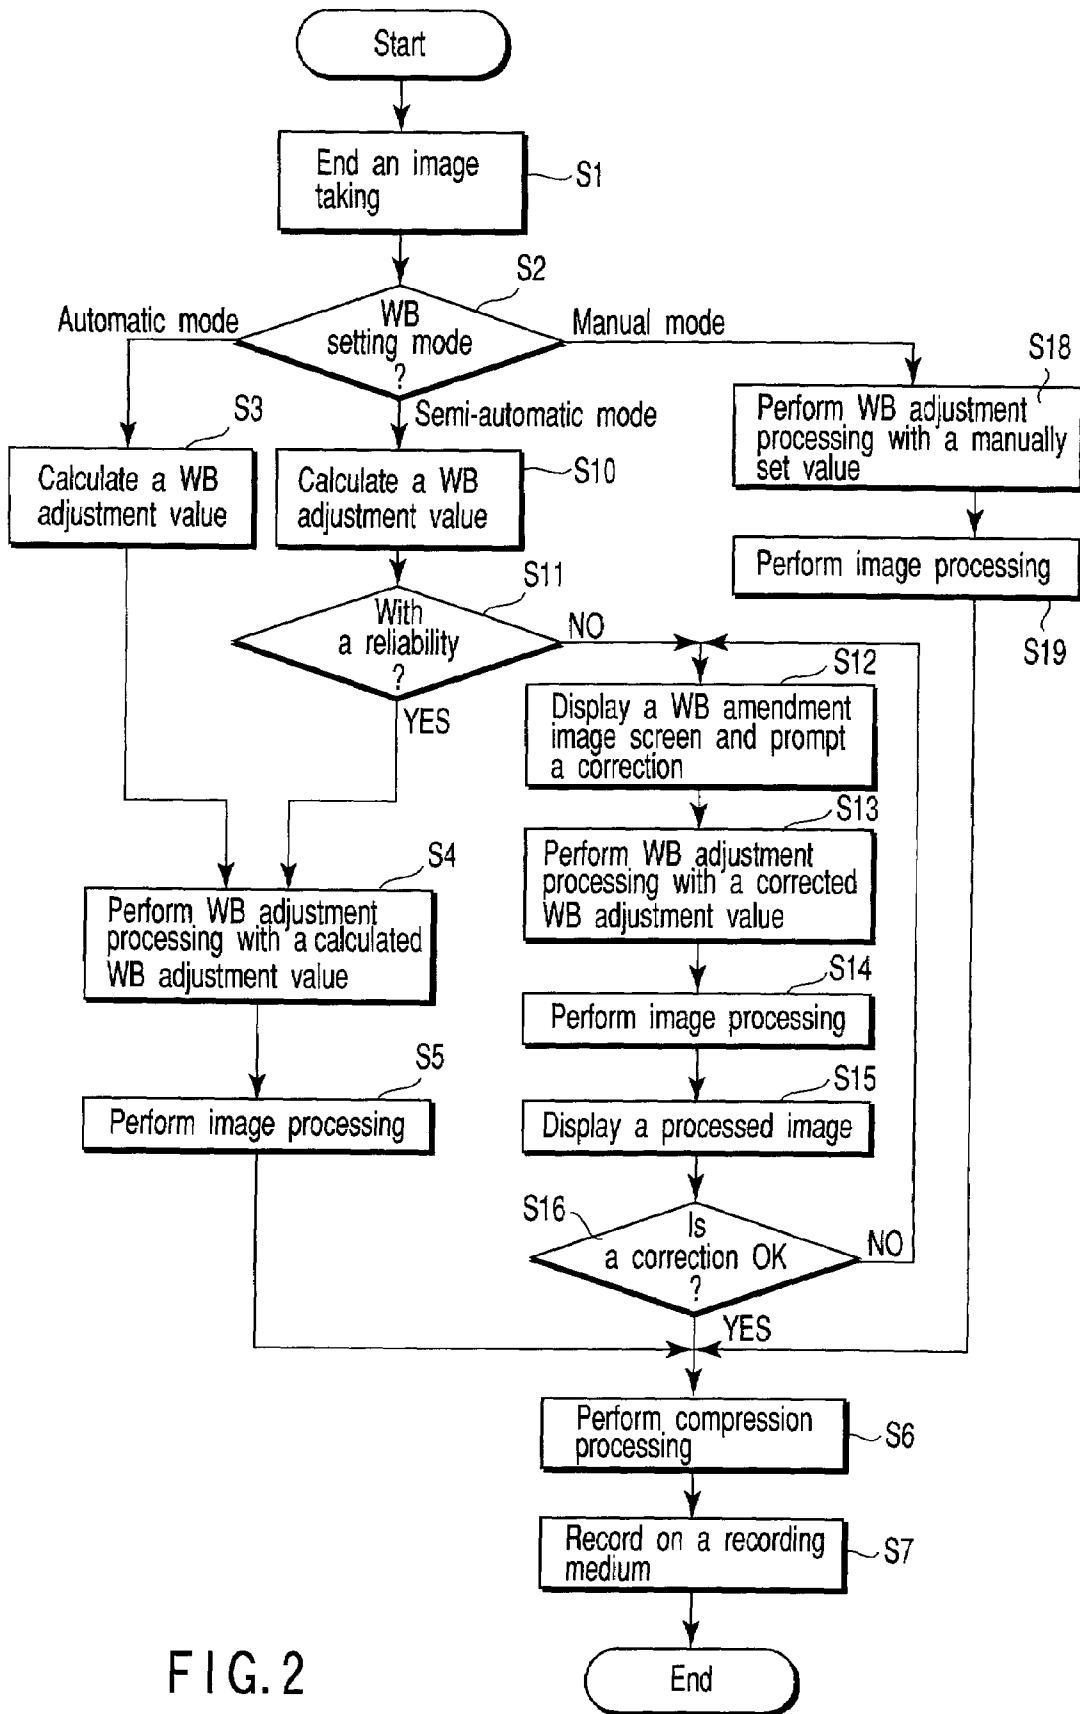 Start
End an image
taking
S1
S2
WB
setting mode
?
Automatic mode
Manual mode
Semi-automatic mode
S3
Calculate a WB
adjustment value
S10
Calculate a WB
adjustment value
S18
Perform WB adjustment
processing with a manually
set value
Perform image processing
S19
S11
With
a reliability
?
NO
YES
S12
Display a WB amendment
image screen and prompt
a correction
S13
Perform WB adjustment
processing with a corrected
WB adjustment value
S4
Perform WB adjustment
processing with a calculated
WB adjustment value
S14
Perform image processing
S5
Perform image processing
S15
Display a processed image
S16
Is
a correction OK
?
NO
YES
Perform compression
processing
S6
Record on a recording
medium
S7
End
FIG. 2